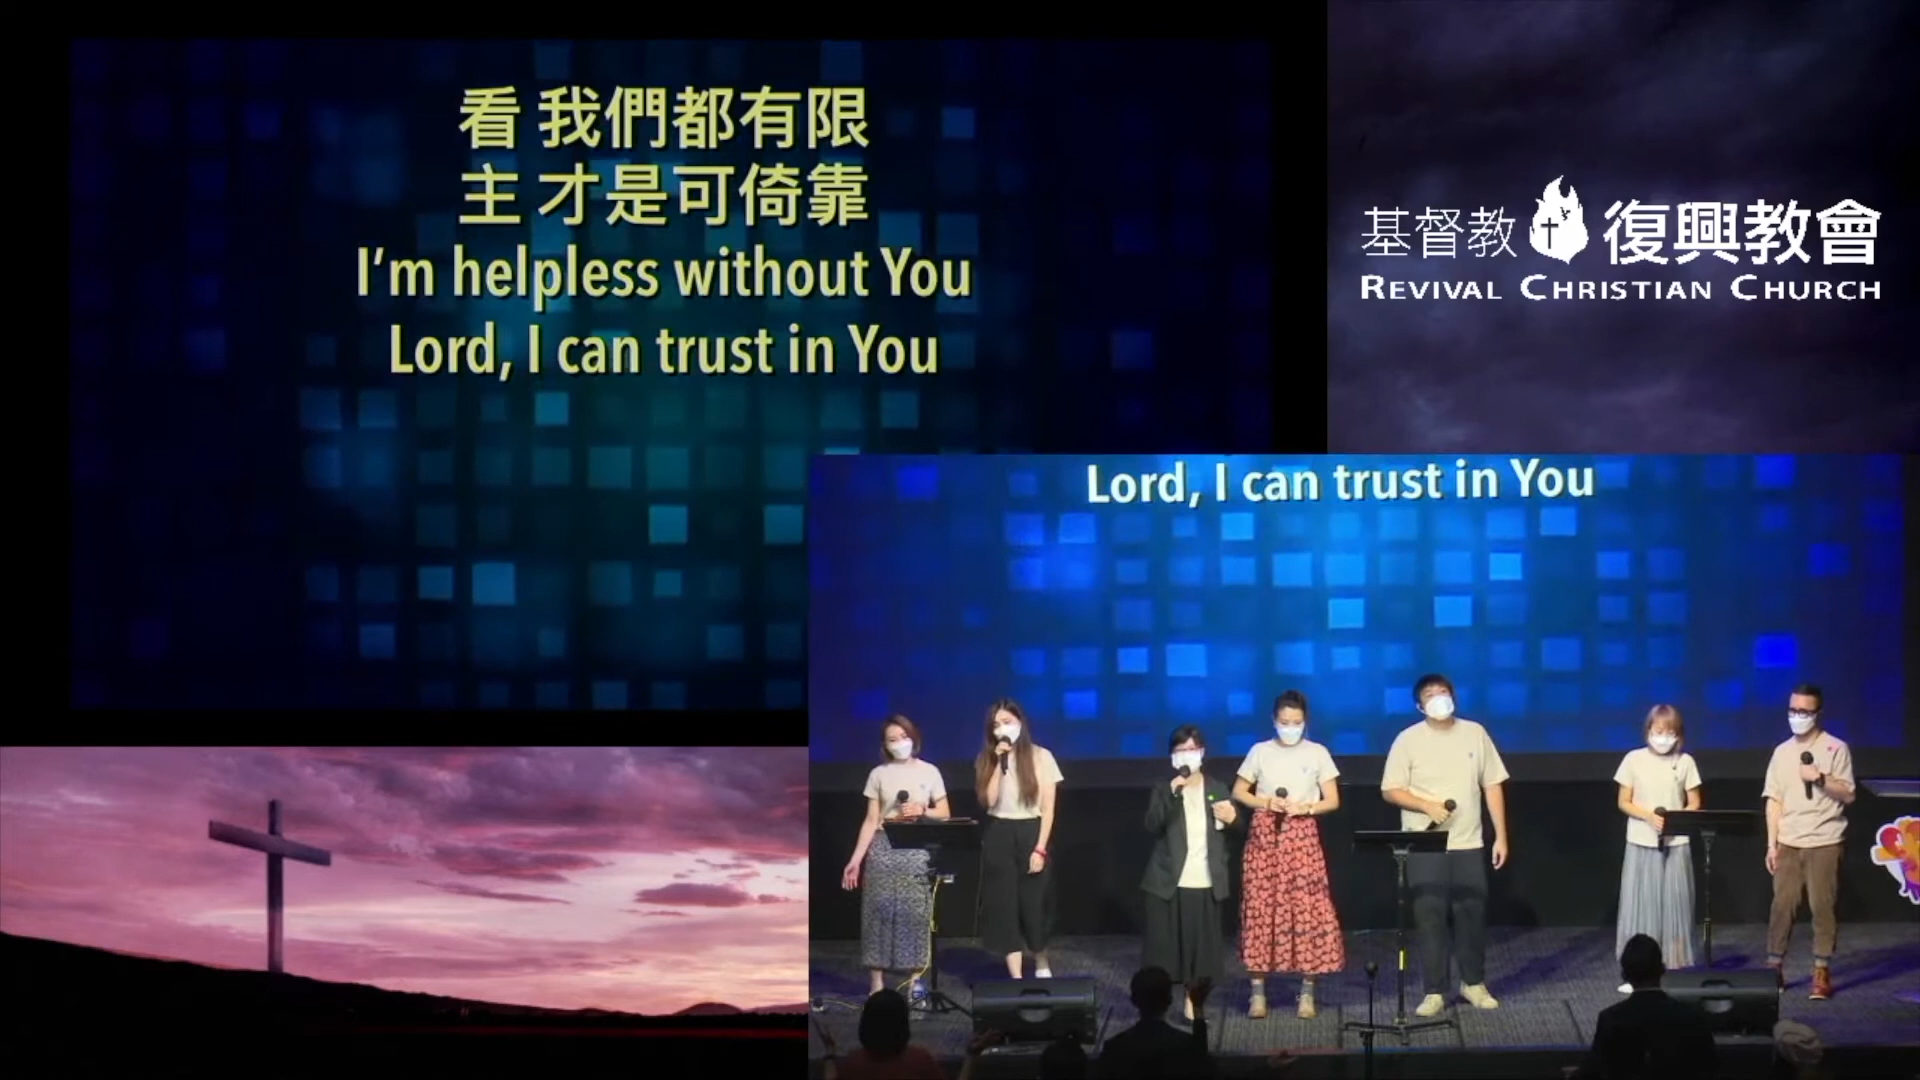 看 我們都有限
主 才是可倚靠
I'm helpless without You
Lord, I can trust in You
基督教 復興教會
REVIVAL CHRISTIAN CHURCH
Lord, I can trust in You